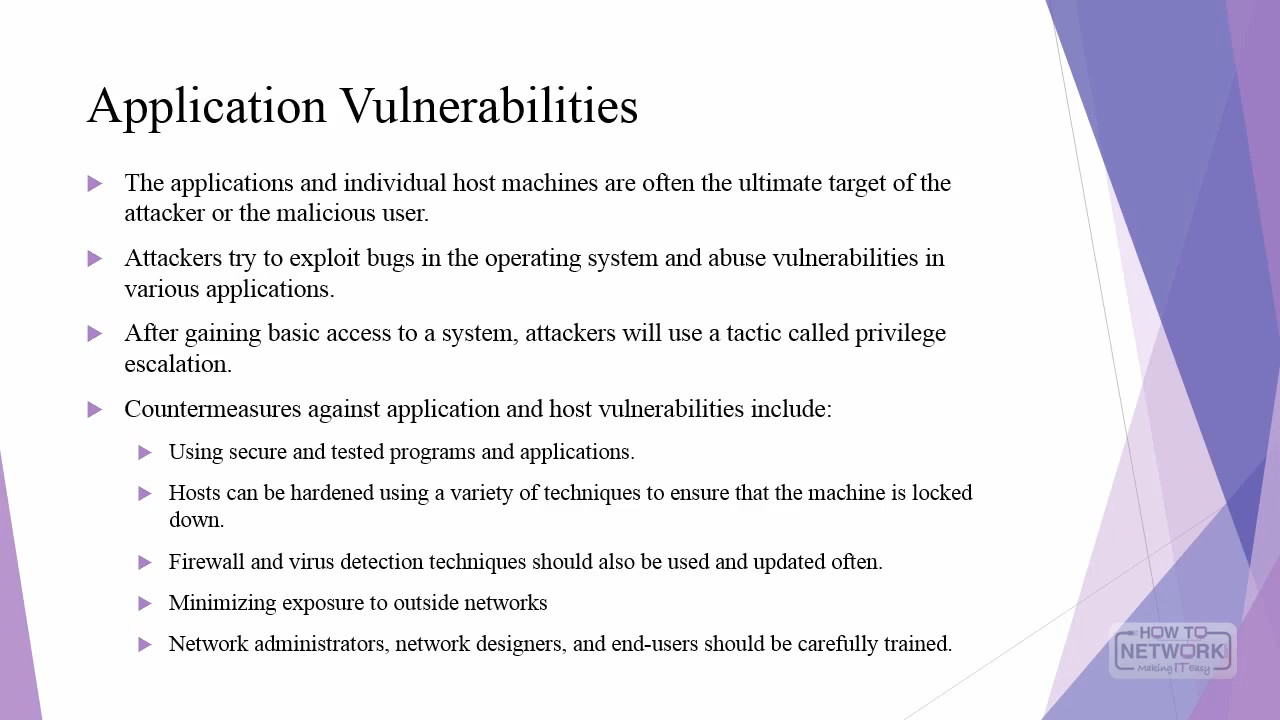 Application Vulnerabilities
The applications and individual host machines are often the ultimate target of the
attacker or the malicious user.
Attackers try to exploit bugs in the operating system and abuse vulnerabilities in
various applications.
After gaining basic access to a system, attackers will use a tactic called privilege
escalation.
Countermeasures against application and host vulnerabilities include:
Using secure and tested programs and applications.
Hosts can be hardened using a variety of techniques to ensure that the machine is locked
down.
Firewall and virus detection techniques should also be used and updated often.
Minimizing exposure to outside networks
Network administrators, network designers, and end-users should be carefully trained.
HOW TO
NETWORK
Making IT Easy